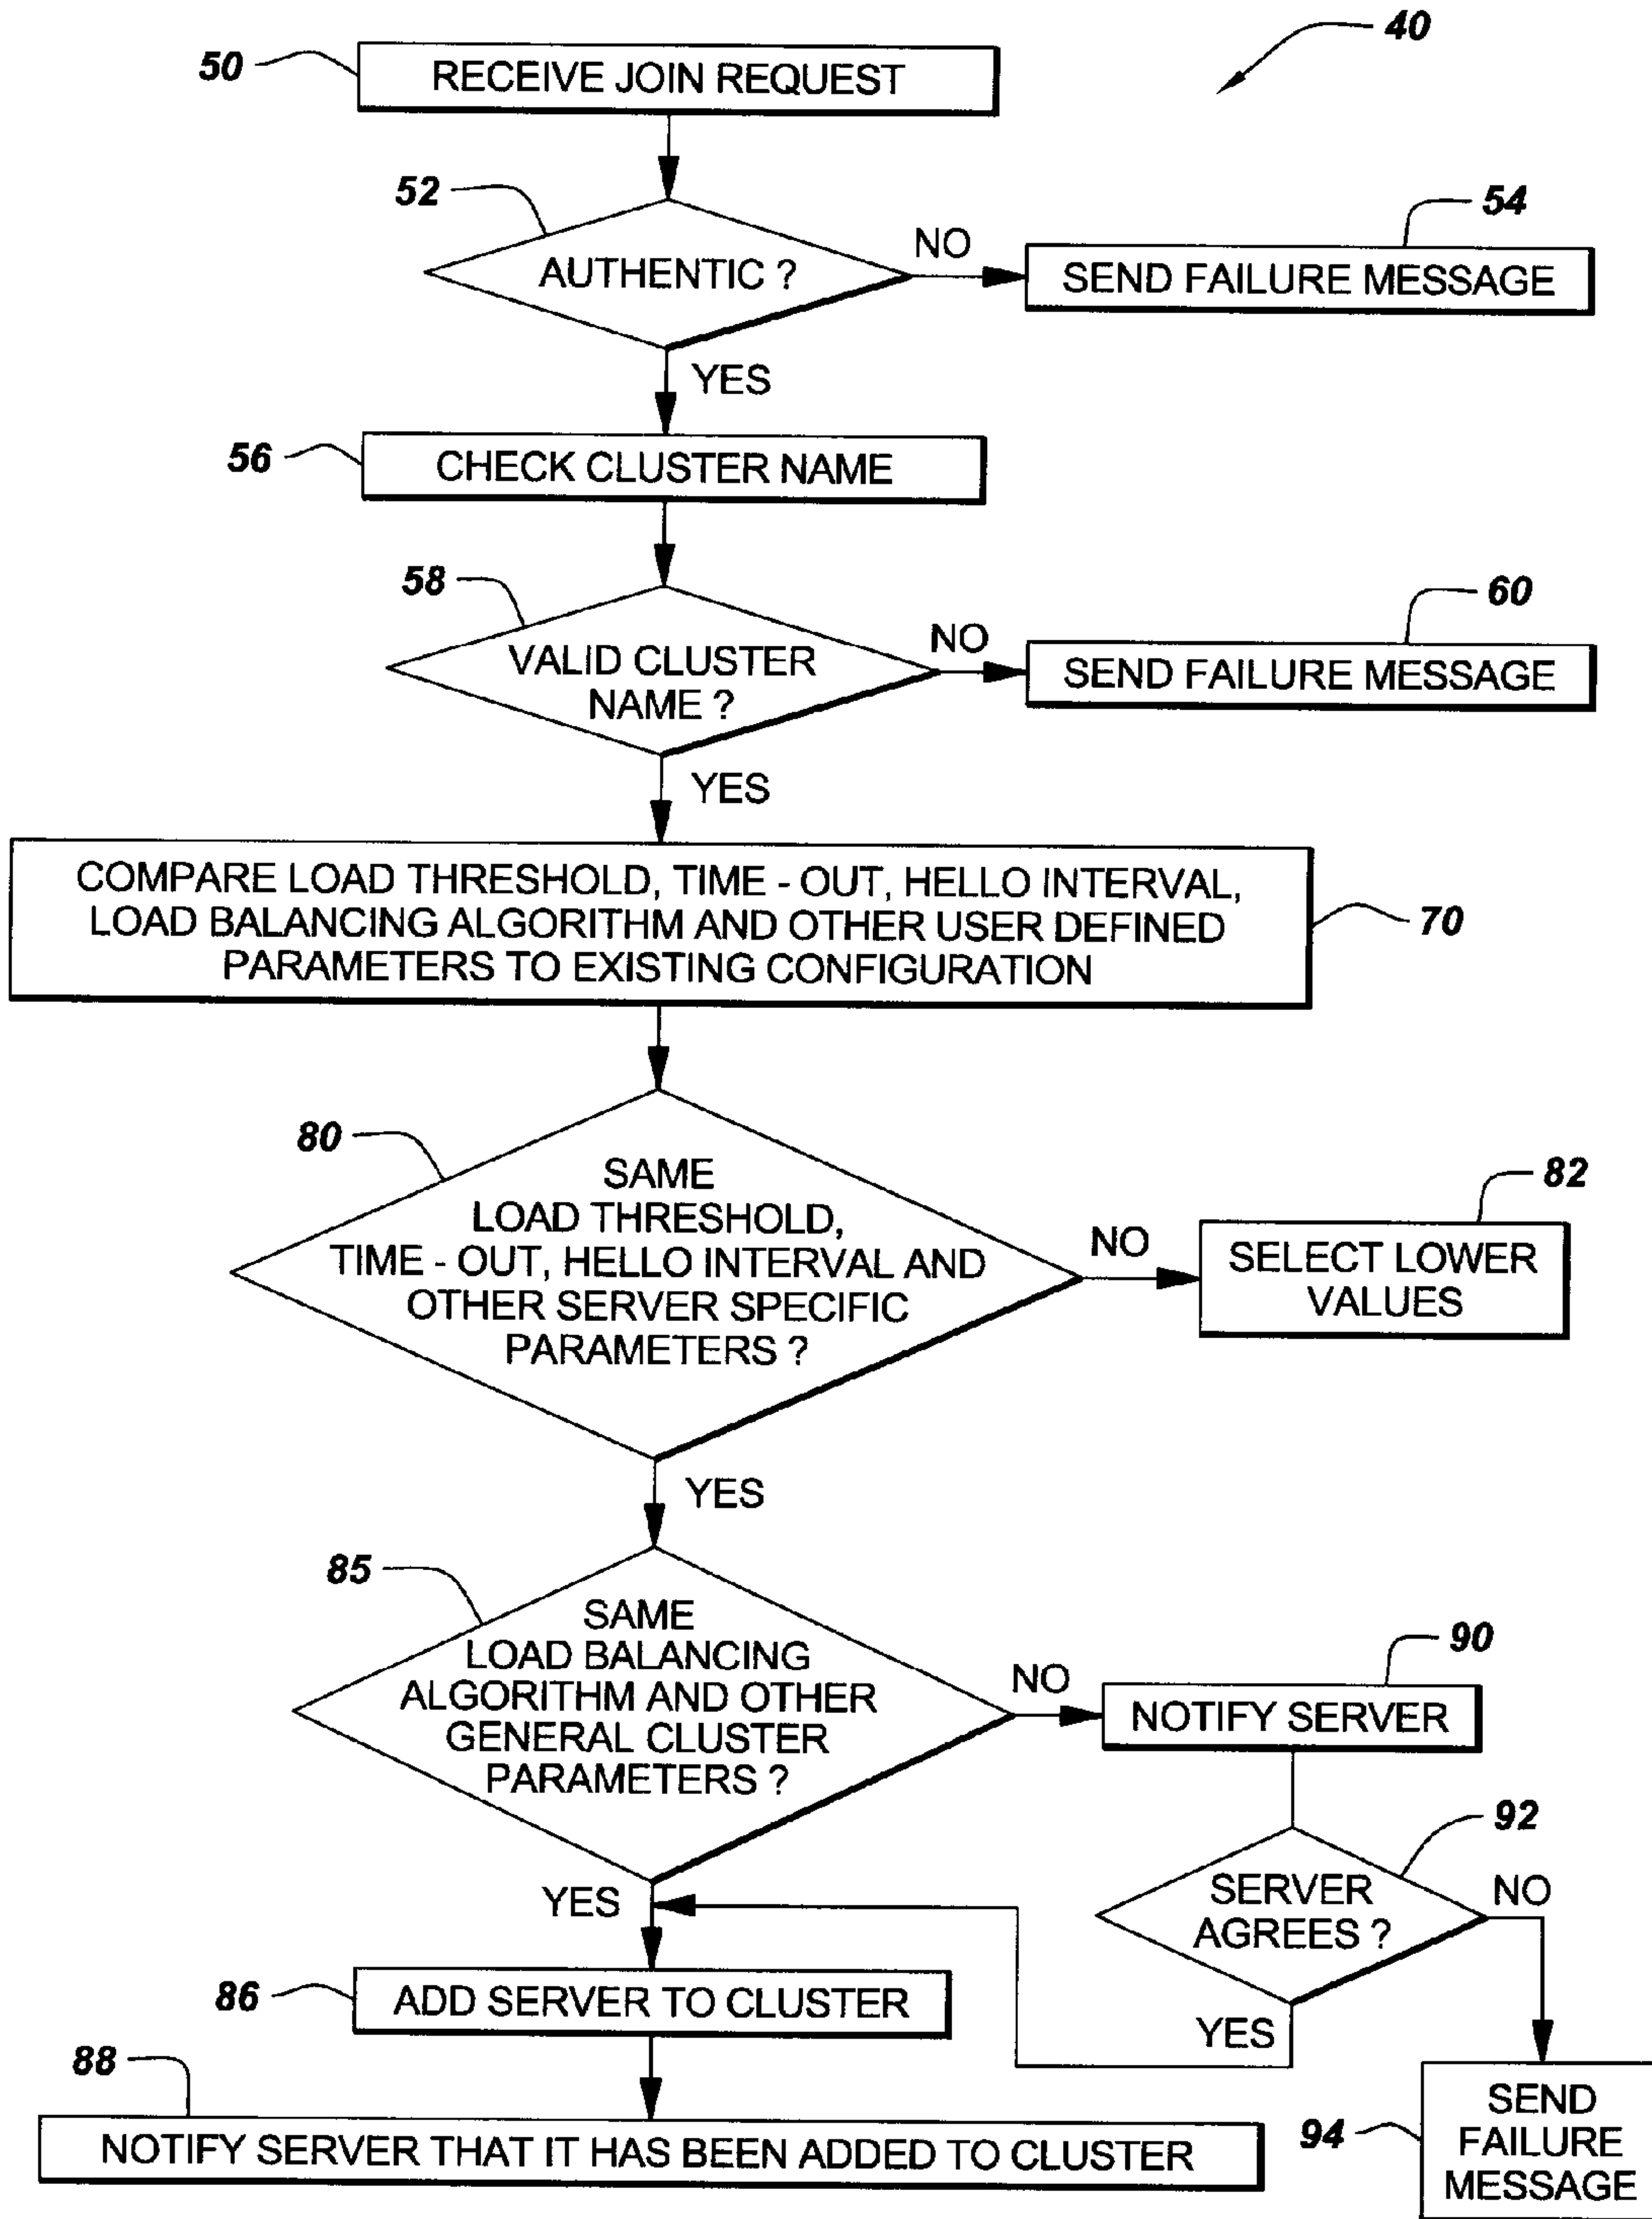 40
50
RECEIVE JOIN REQUEST
52
AUTHENTIC ?
NO
54
SEND FAILURE MESSAGE
YES
56
CHECK CLUSTER NAME
58
VALID CLUSTER
NAME ?
NO
60
SEND FAILURE MESSAGE
YES
COMPARE LOAD THRESHOLD, TIME - OUT, HELLO INTERVAL,
LOAD BALANCING ALGORITHM AND OTHER USER DEFINED
PARAMETERS TO EXISTING CONFIGURATION
70
80
SAME
LOAD THRESHOLD,
TIME - OUT, HELLO INTERVAL AND
OTHER SERVER SPECIFIC
PARAMETERS ?
NO
82
SELECT LOWER
VALUES
YES
85
SAME
LOAD BALANCING
ALGORITHM AND OTHER
GENERAL CLUSTER
PARAMETERS ?
NO
90
NOTIFY SERVER
92
SERVER
AGREES ?
NO
YES
YES
86
ADD SERVER TO CLUSTER
88
NOTIFY SERVER THAT IT HAS BEEN ADDED TO CLUSTER
94
SEND
FAILURE
MESSAGE